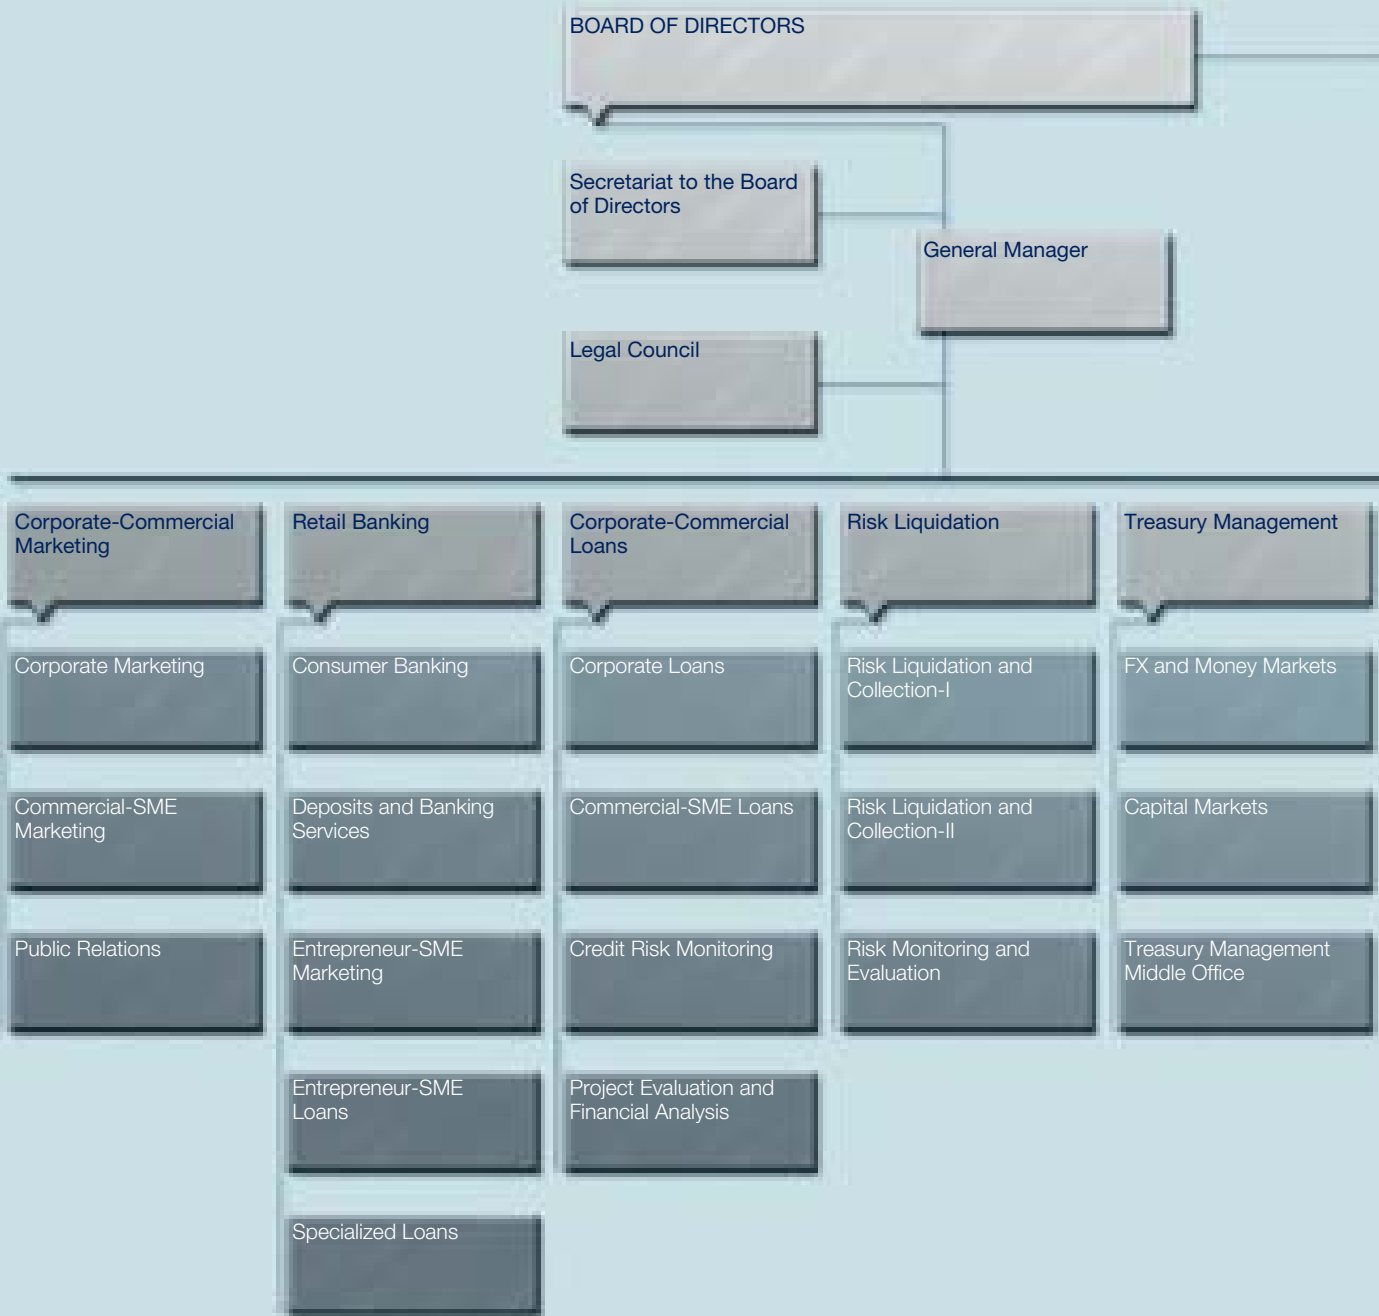 BOARD OF DIRECTORS
Secretariat to the Board
of Directors
General Manager
Legal Council
Corporate-Commercial
Marketing
Corporate Marketing
Commercial-SME
Marketing
Public Relations
Retail Banking
Consumer Banking
Deposits and Banking
Services
Entrepreneur-SME
Marketing
Entrepreneur-SME
Loans
Specialized Loans
Corporate-Commercial
Loans
Corporate Loans
Commercial-SME Loans
Credit Risk Monitoring
Project Evaluation and
Financial Analysis
Risk Liquidation
Risk Liquidation and
Collection-I
Risk Liquidation and
Collection-II
Risk Monitoring and
Evaluation
Treasury Management
FX and Money Markets
Capital Markets
Treasury Management
Middle Office